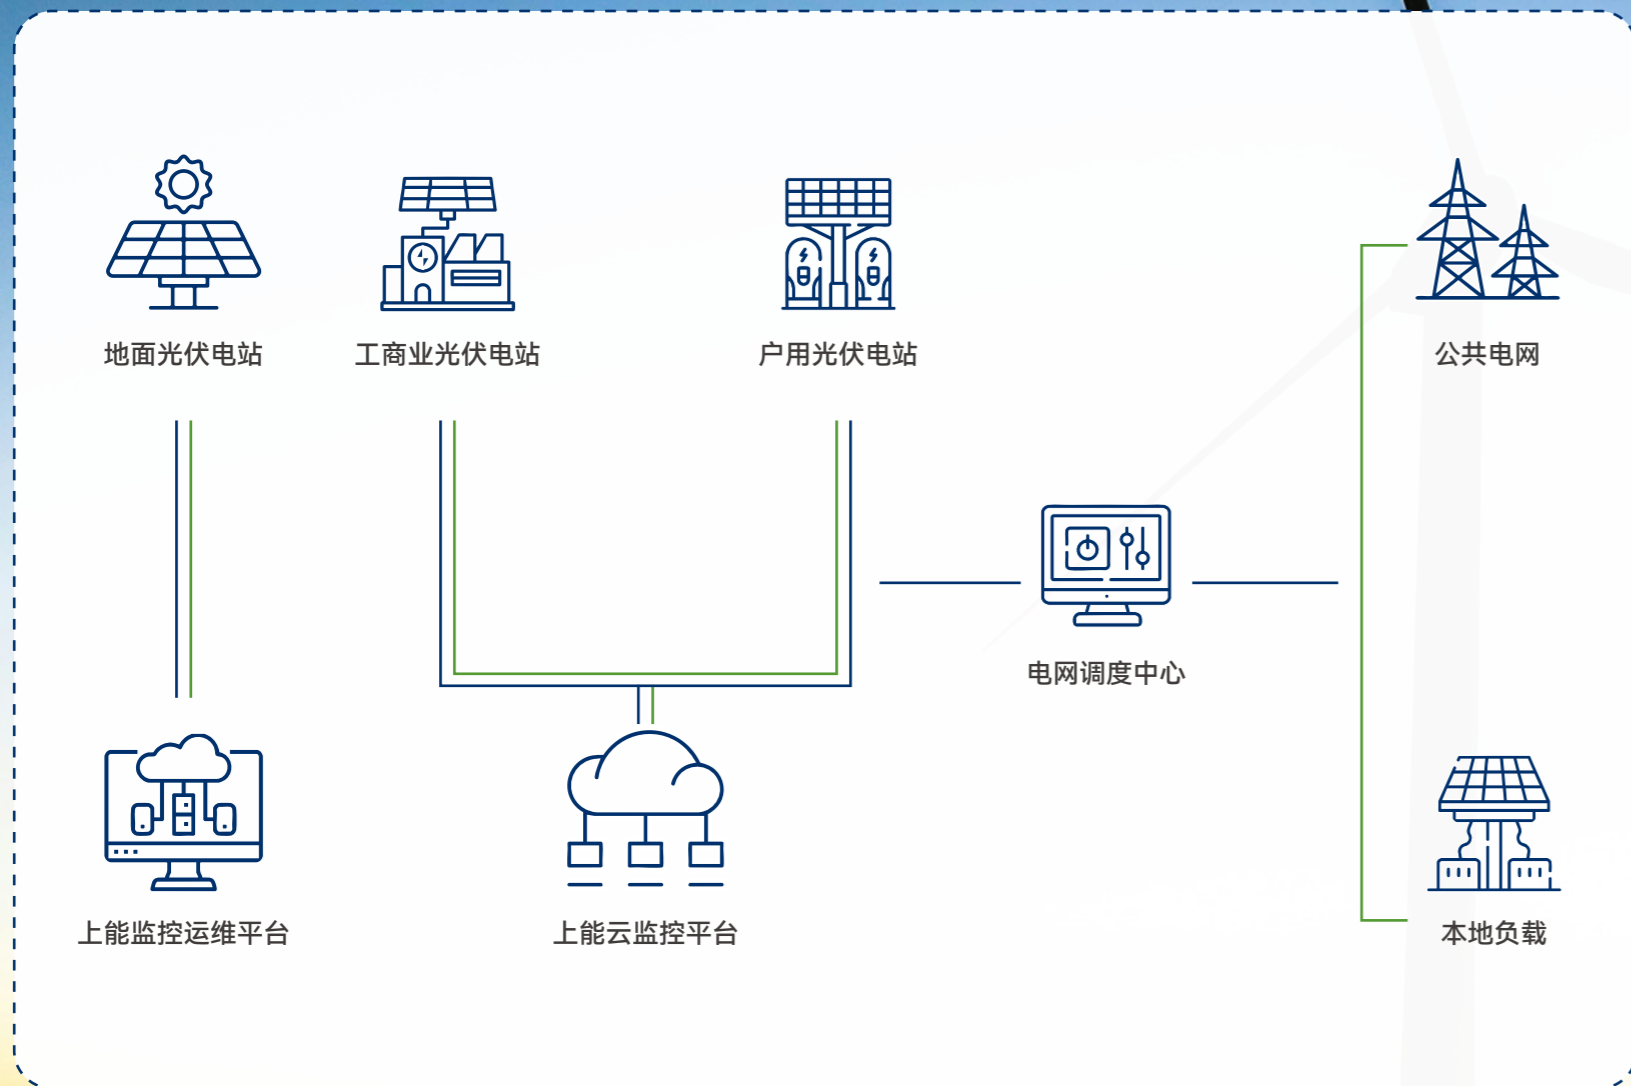 地面光伏电站
工商业光伏电站
户用光伏电站
公共电网
电网调度中心
上能监控运维平台
上能云监控平台
本地负载